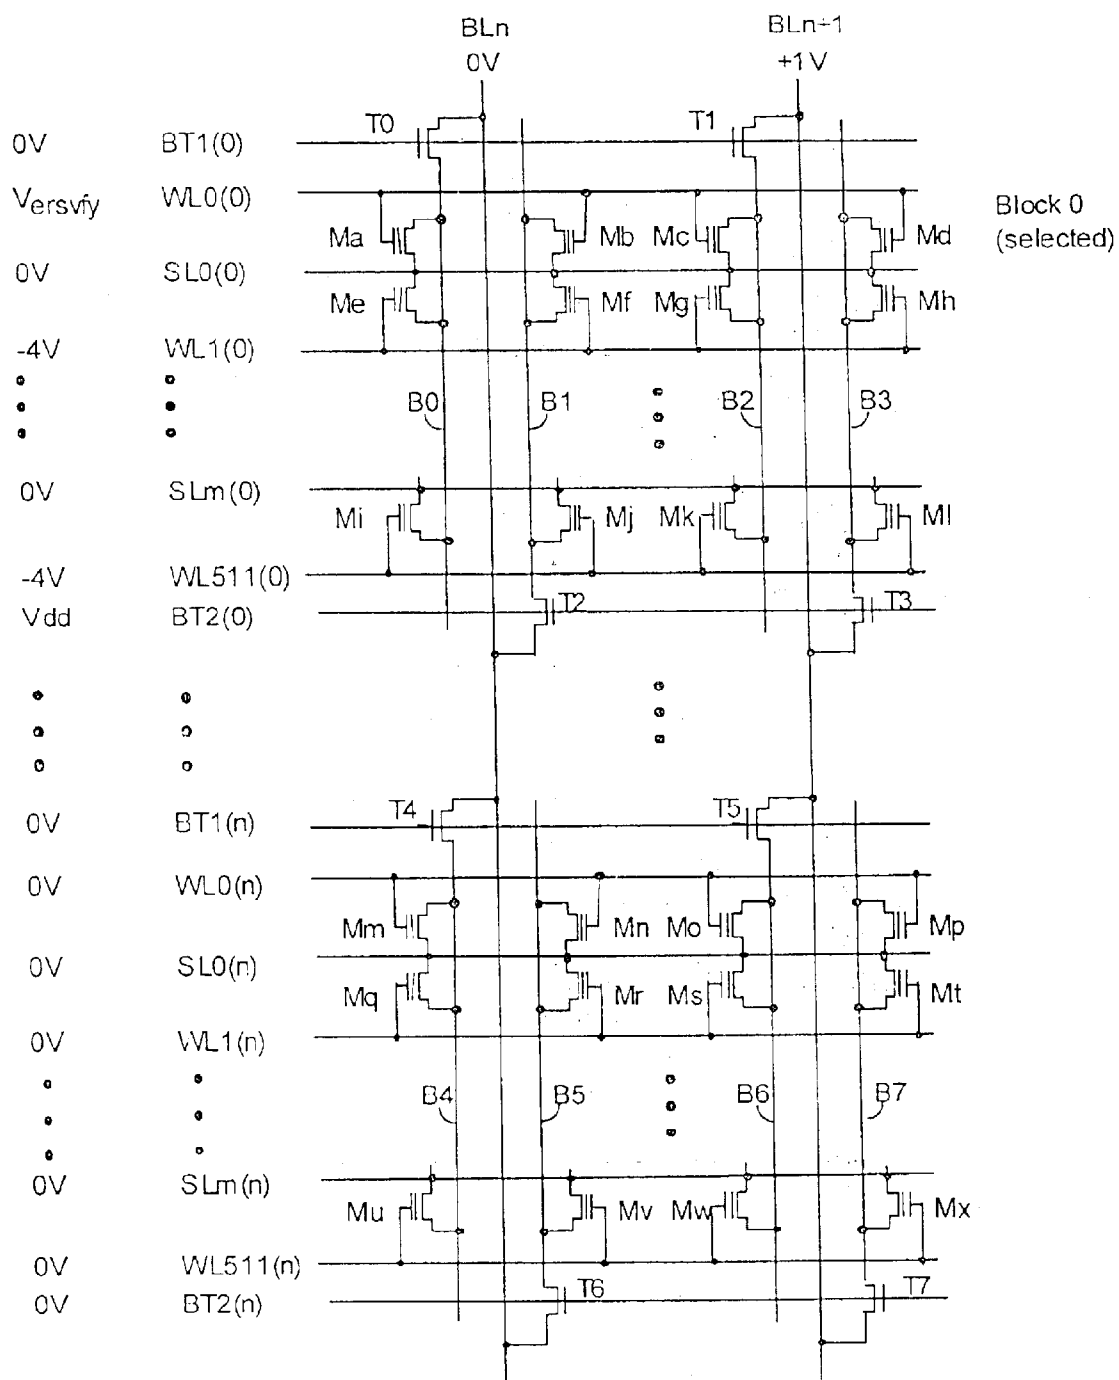 BLn BLn+1
0V +1V
T0 T1
0V BT1(0)
Versvfy WL0(0) Block 0
(selected)
Ma Mb Mc Md
0V SL0(0)
Me Mf Mg Mh
-4V WL1(0)
B0 B1 B2 B3
0V SLm(0)
Mi Mj Mk Ml
-4V WL511(0)
Vdd BT2(0) T2 T3
T4 T5
0V BT1(n)
0V WL0(n)
Mm Mn Mo Mp
0V SL0(n)
Mq Mr Ms Mt
0V WL1(n)
B4 B5 B6 B7
0V SLm(n)
Mu Mv Mw Mx
0V WL511(n)
0V BT2(n) T6 T7